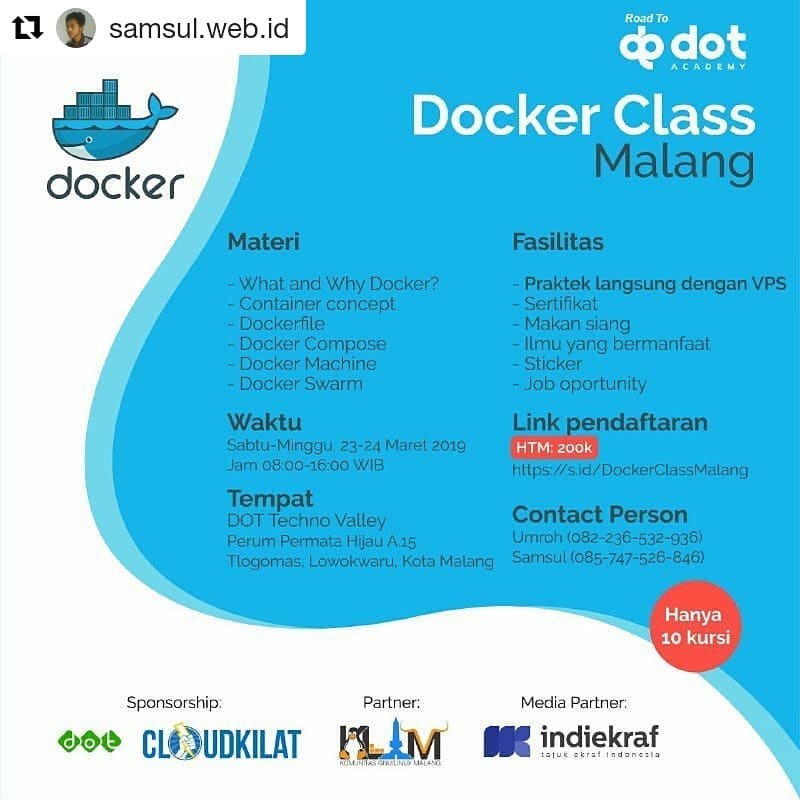 samsul.web.id
Road To
dot
ACADEMY
Docker Class
Malang
docker
Materi
- What and Why Docker?
- Container concept
- Dockerfile
- Docker Compose
- Docker Machine
- Docker Swarm
Waktu
Sabtu-Minggu, 23-24 Maret 2019
Jam 08:00-16:00 WIB
Tempat
DOT Techno Valley
Perum Permata Hijau A.15
Tlogomas, Lowokwaru, Kota Malang
Fasilitas
- Praktek langsung dengan VPS
- Sertifikat
- Makan siang
- Ilmu yang bermanfaat
- Sticker
- Job oportunity
Link pendaftaran
HTM: 200k
https://s.id/DockerClassMalang
Contact Person
Umroh (082-236-532-936)
Samsul (085-747-526-846)
Hanya
10 kursi
Sponsorship:
dot
CLOUDKILAT
Partner:
KLIM
KOMUNITAS GNU/LINUX MALANG
Media Partner:
indiekraf
tajuk ekraf indonesia